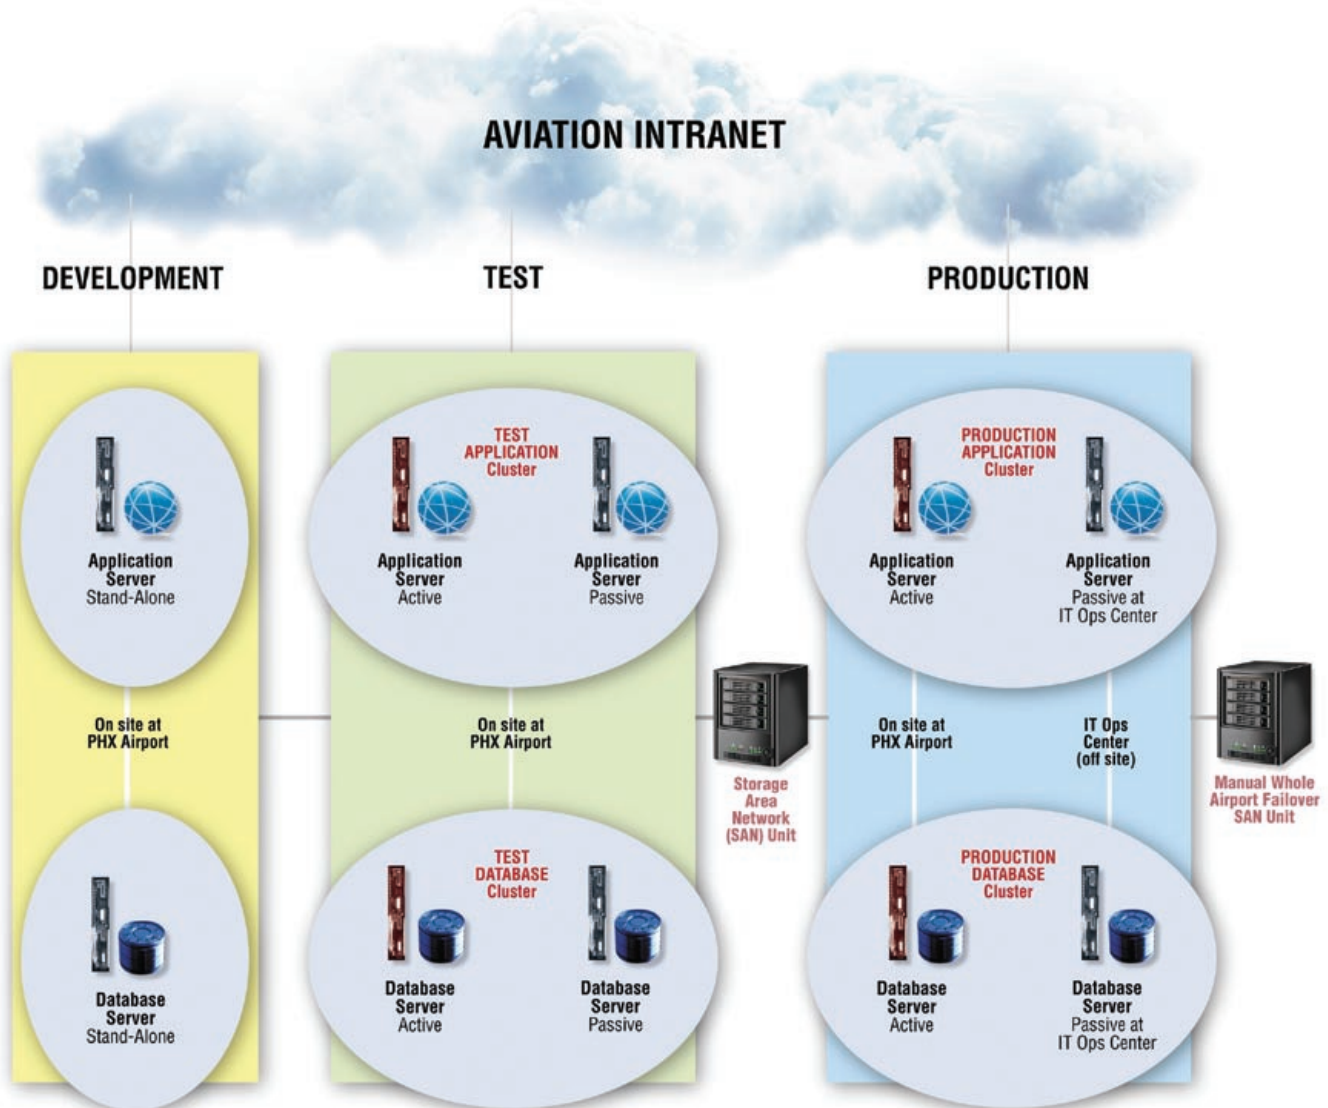 AVIATION INTRANET
DEVELOPMENT
TEST
PRODUCTION
Application
Server
Stand-Alone
On site at
PHX Airport
Database
Server
Stand-Alone
TEST
APPLICATION
Cluster
Application
Server
Active
Application
Server
Passive
On site at
PHX Airport
TEST
DATABASE
Cluster
Database
Server
Active
Database
Server
Passive
Storage
Area
Network
(SAN) Unit
PRODUCTION
APPLICATION
Cluster
Application
Server
Active
Application
Server
Passive at
IT Ops Center
On site at
PHX Airport
IT Ops
Center
(off site)
PRODUCTION
DATABASE
Cluster
Database
Server
Active
Database
Server
Passive at
IT Ops Center
Manual Whole
Airport Failover
SAN Unit